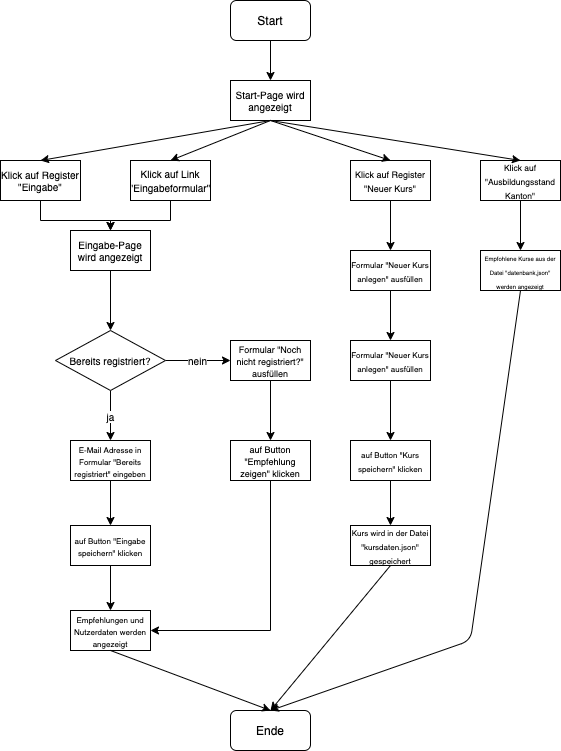 Start
Start-Page wird
angezeigt
Klick auf Register
"Eingabe"
Klick auf Link
"Eingabeformular"
Klick auf Register
"Neuer Kurs"
Klick auf
"Ausbildungsstand
Kanton"
Eingabe-Page
wird angezeigt
Formular "Neuer Kurs
anlegen" ausfüllen
Empfohlene Kurse aus der
Datei "datenbank.json"
werden angezeigt
Bereits registriert?
nein
Formular "Noch
nicht registriert?"
ausfüllen
Formular "Neuer Kurs
anlegen" ausfüllen
ja
E-Mail Adresse in
Formular "Bereits
registriert" eingeben
auf Button
"Empfehlung
zeigen" klicken
auf Button "Kurs
speichern" klicken
auf Button "Eingabe
speichern" klicken
Kurs wird in der Datei
"kursdaten.json"
gespeichert
Empfehlungen und
Nutzerdaten werden
angezeigt
Ende